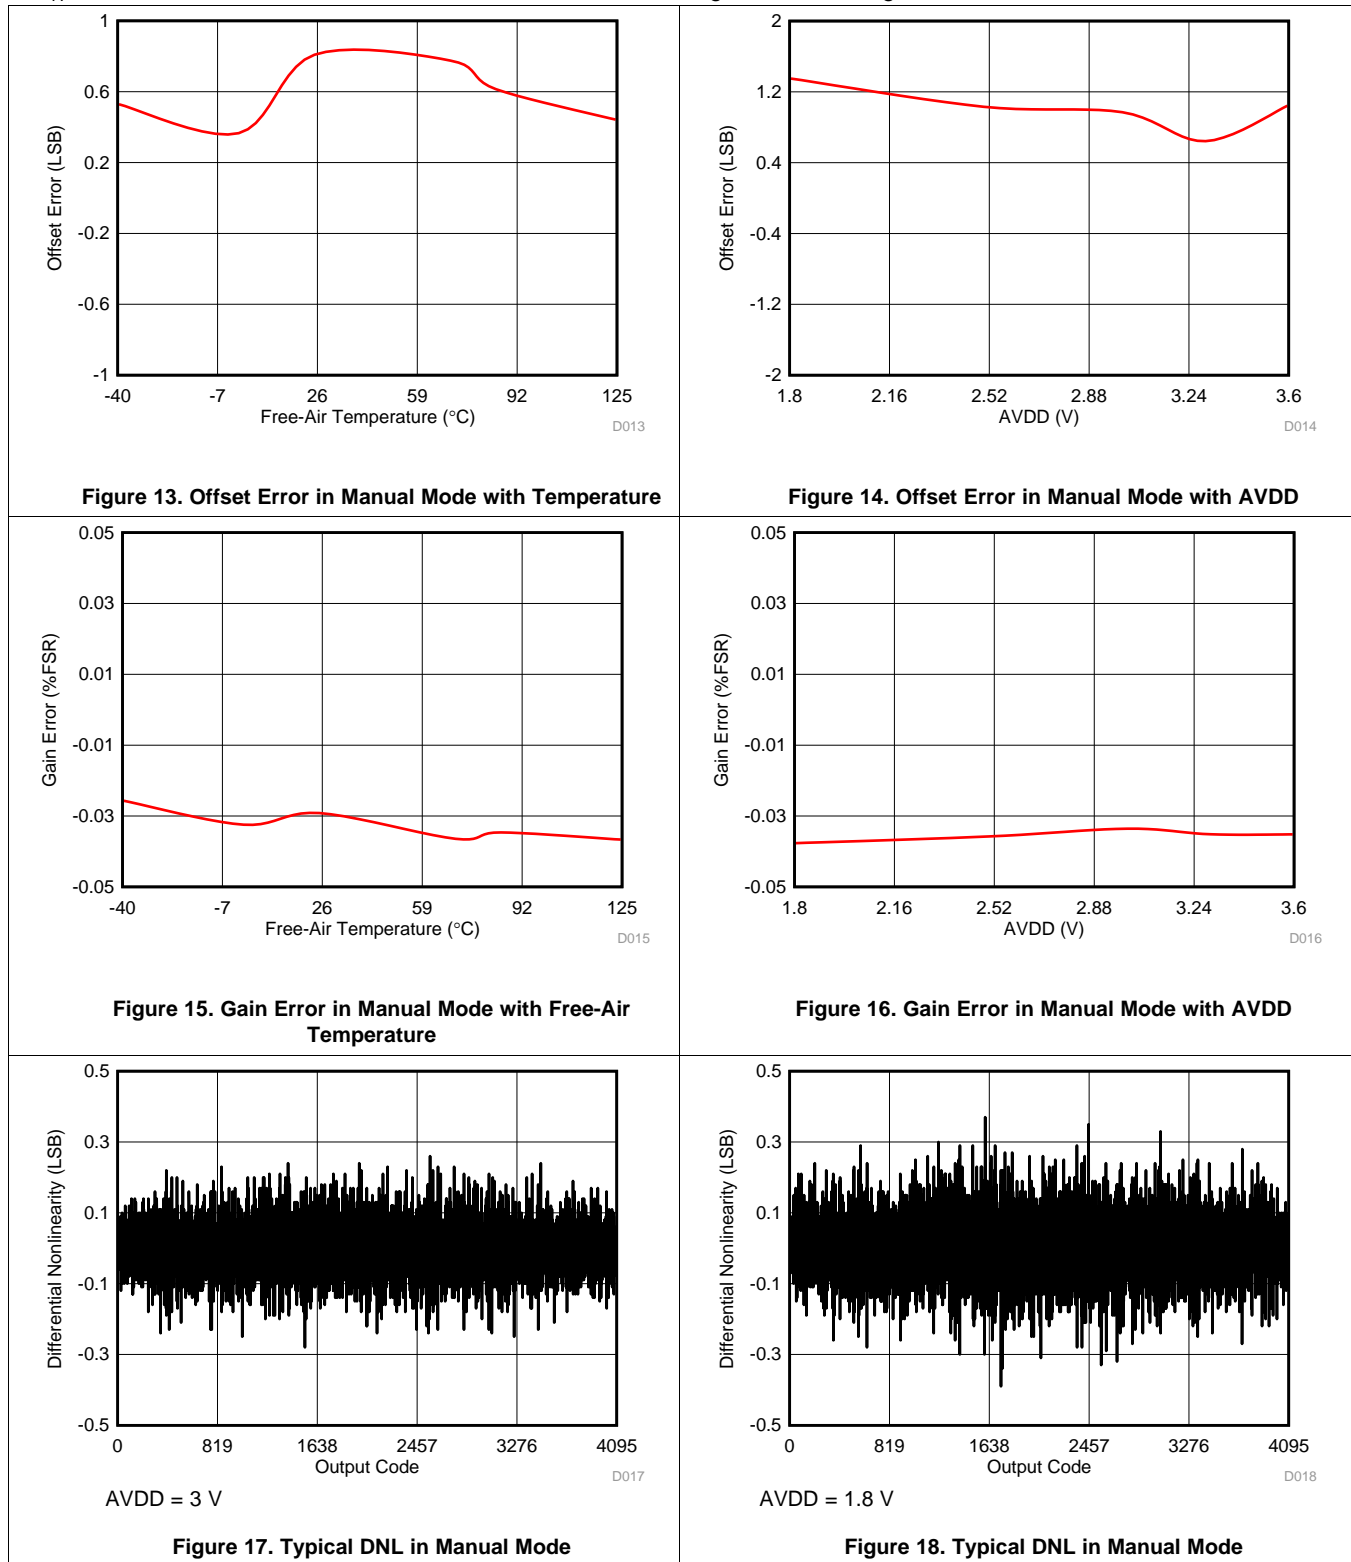 1
0.6
0.2
-0.2
-0.6
-1
-40 -7 26 59 92 125
Offset Error (LSB)
Free-Air Temperature (°C)
D013
Figure 13. Offset Error in Manual Mode with Temperature
2
1.2
0.4
-0.4
-1.2
-2
1.8 2.16 2.52 2.88 3.24 3.6
Offset Error (LSB)
AVDD (V)
D014
Figure 14. Offset Error in Manual Mode with AVDD
0.05
0.03
0.01
-0.01
-0.03
-0.05
-40 -7 26 59 92 125
Gain Error (%FSR)
Free-Air Temperature (°C)
D015
Figure 15. Gain Error in Manual Mode with Free-Air
Temperature
0.05
0.03
0.01
-0.01
-0.03
-0.05
1.8 2.16 2.52 2.88 3.24 3.6
Gain Error (%FSR)
AVDD (V)
D016
Figure 16. Gain Error in Manual Mode with AVDD
0.5
0.3
0.1
-0.1
-0.3
-0.5
0 819 1638 2457 3276 4095
Differential Nonlinearity (LSB)
Output Code
D017
AVDD = 3 V
Figure 17. Typical DNL in Manual Mode
0.5
0.3
0.1
-0.1
-0.3
-0.5
0 819 1638 2457 3276 4095
Differential Nonlinearity (LSB)
Output Code
D018
AVDD = 1.8 V
Figure 18. Typical DNL in Manual Mode